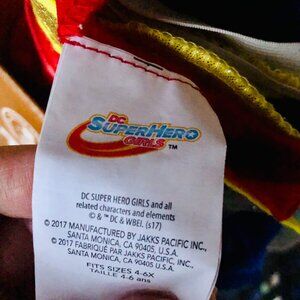 DC
SUPERHERO
GIRLS TM
DC SUPER HERO GIRLS and all
related characters and elements
© & ™ DC & WBEI. (s17)
© 2017 MANUFACTURED BY JAKKS PACIFIC INC.,
SANTA MONICA, CA 90405 U.S.A.
© 2017 FABRIQUÉ PAR JAKKS PACIFIC INC.,
SANTA MONICA, CA. 90405 U.S.A.
FITS SIZES 4-6X
TAILLE 4-6 ans